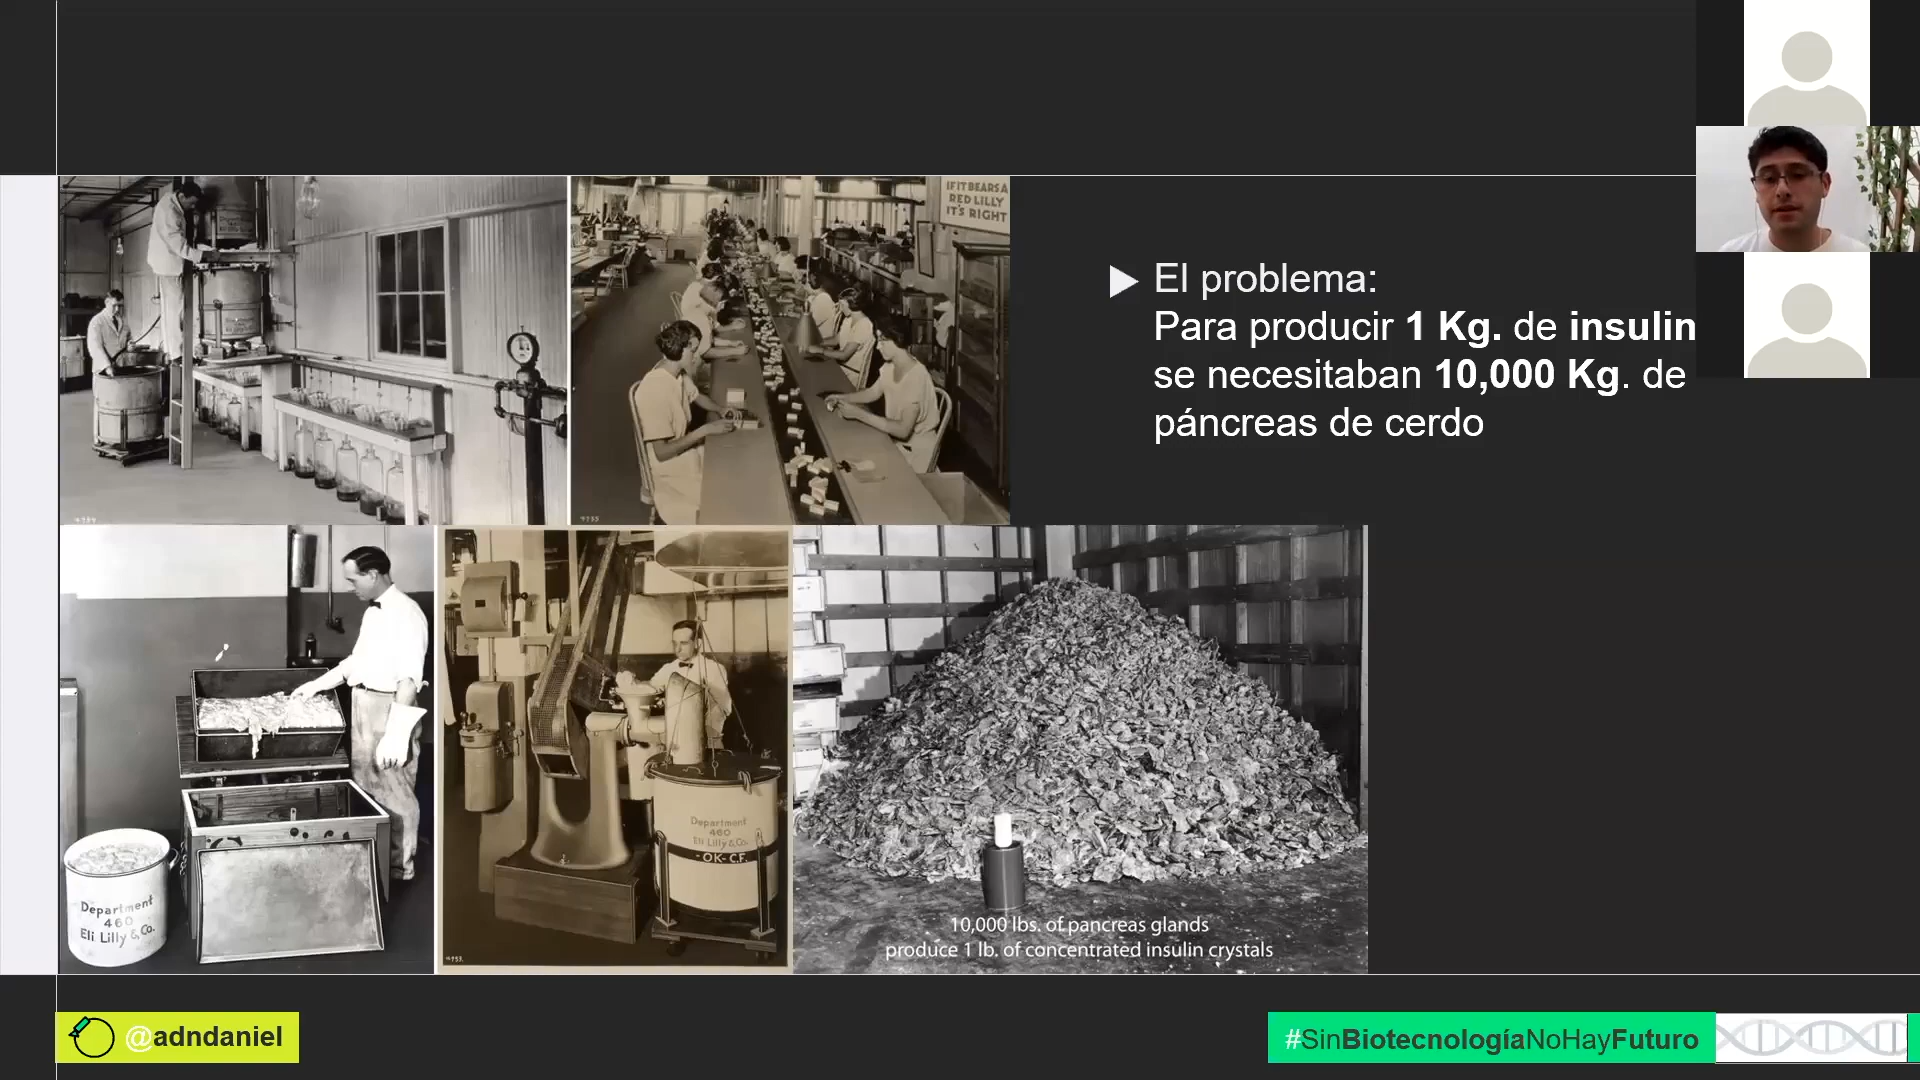 IF IT BEARS A
RED LILLY
IT'S RIGHT
El problema:
Para producir 1 Kg. de insulin
se necesitaban 10,000 Kg. de
páncreas de cerdo
Department
460
Eli Lilly & Co.
Department
460
Eli Lilly & Co.
-OK-C.F.
10,000 lbs. of pancreas glands
produce 1 lb. of concentrated insulin crystals
@adndaniel
#SinBiotecnologíaNoHayFuturo